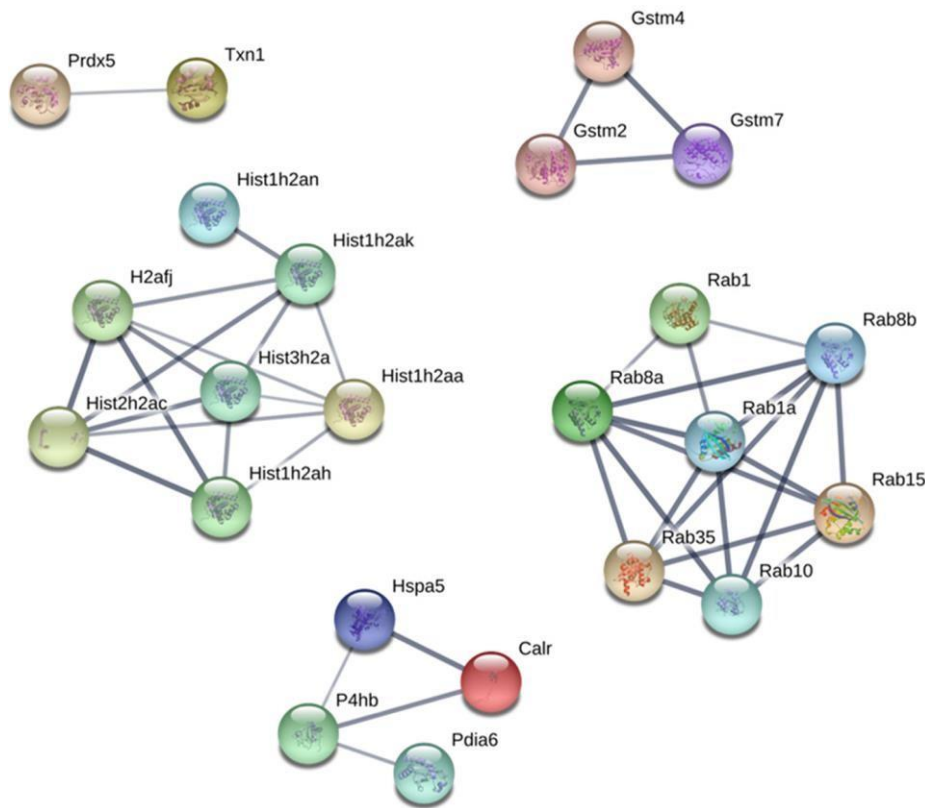 Prdx5
Txn1
Gstm4
Gstm2
Gstm7
Hist1h2an
Hist1h2ak
H2afj
Hist3h2a
Hist1h2aa
Hist2h2ac
Hist1h2ah
Rab1
Rab8b
Rab8a
Rab1a
Rab15
Rab35
Rab10
Hspa5
Calr
P4hb
Pdia6